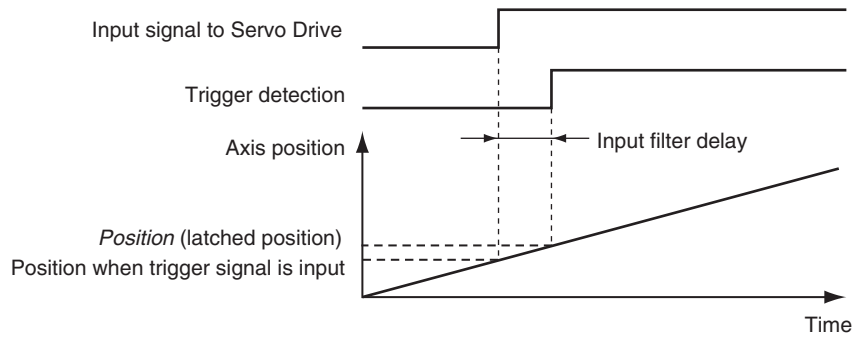 Input signal to Servo Drive
Trigger detection
Input filter delay
Axis position
Position (latched position)
Position when trigger signal is input
Time